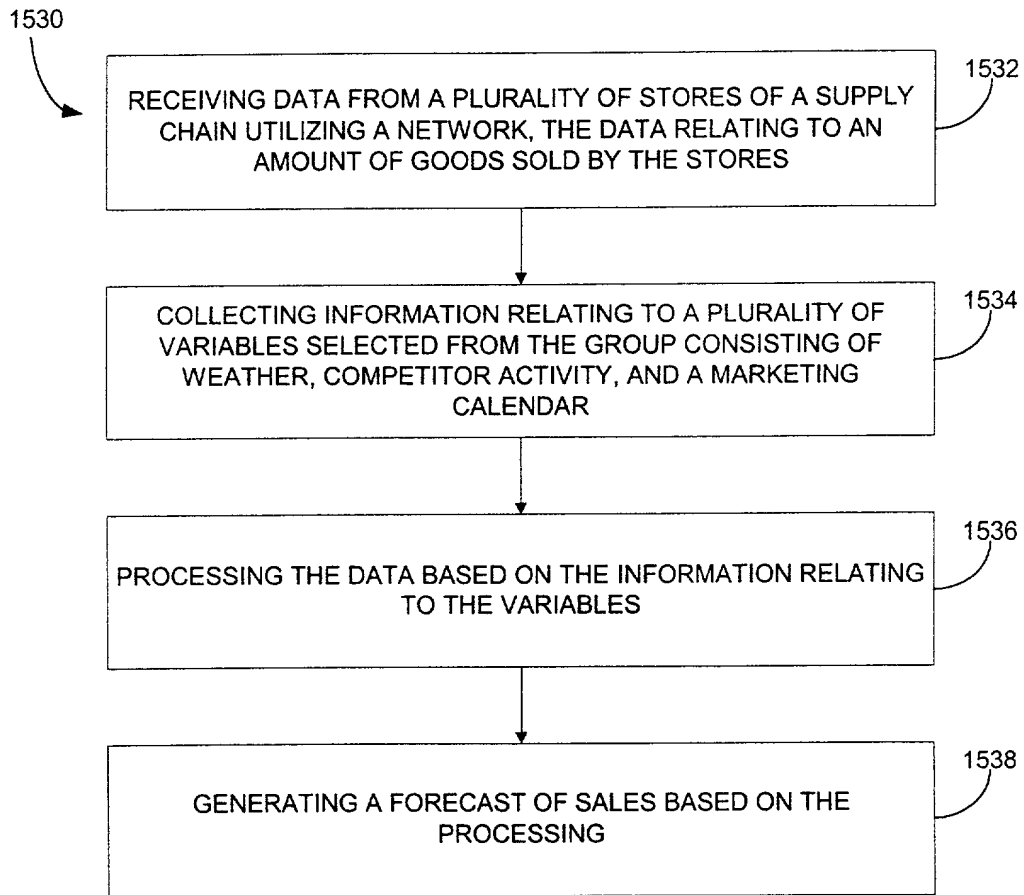 1530
1532
RECEIVING DATA FROM A PLURALITY OF STORES OF A SUPPLY
CHAIN UTILIZING A NETWORK, THE DATA RELATING TO AN
AMOUNT OF GOODS SOLD BY THE STORES
1534
COLLECTING INFORMATION RELATING TO A PLURALITY OF
VARIABLES SELECTED FROM THE GROUP CONSISTING OF
WEATHER, COMPETITOR ACTIVITY, AND A MARKETING
CALENDAR
1536
PROCESSING THE DATA BASED ON THE INFORMATION RELATING
TO THE VARIABLES
1538
GENERATING A FORECAST OF SALES BASED ON THE
PROCESSING